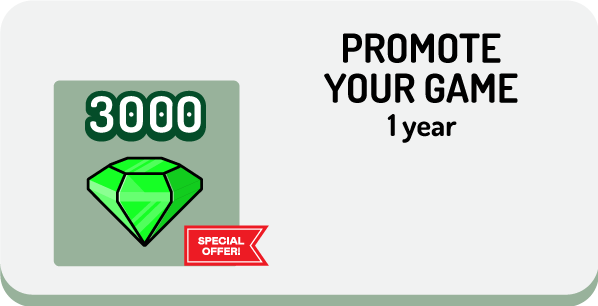 PROMOTE
YOUR GAME
1 year
3000
SPECIAL
OFFER!